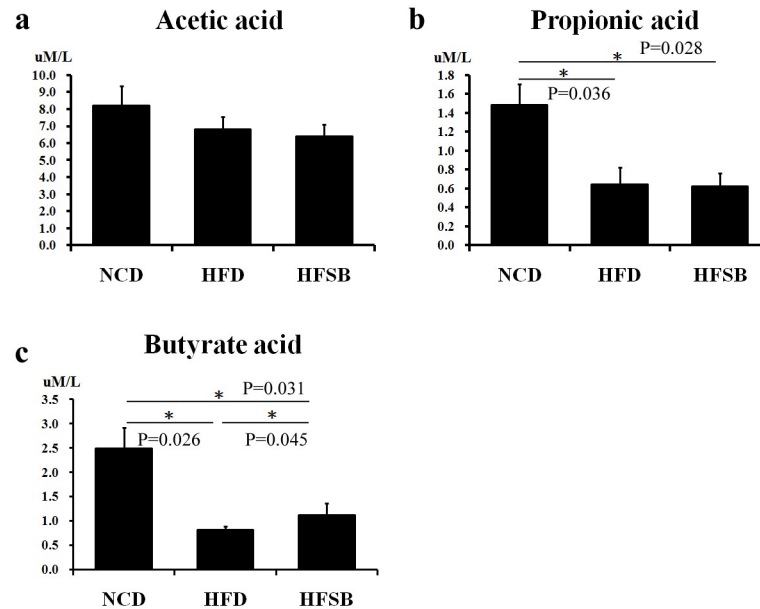 a
Acetic acid
uM/L
10.0
9.0
8.0
7.0
6.0
5.0
4.0
3.0
2.0
1.0
0.0
NCD HFD HFSB
b
Propionic acid
uM/L
* P=0.028
*
P=0.036
1.8
1.6
1.4
1.2
1.0
0.8
0.6
0.4
0.2
0.0
NCD HFD HFSB
c
Butyrate acid
uM/L
* P=0.031
* *
P=0.026 P=0.045
3.5
3.0
2.5
2.0
1.5
1.0
0.5
0.0
NCD HFD HFSB